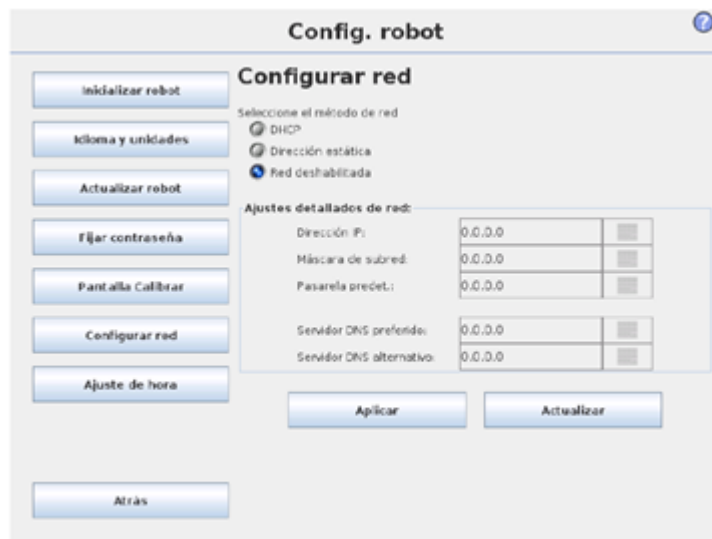 Config. robot
?
Inicializar robot
Idioma y unidades
Actualizar robot
Fijar contraseña
Pantalla Calibrar
Configurar red
Ajuste de hora
Atrás
Configurar red
Seleccione el método de red
DHCP
Dirección estática
Red deshabilitada
Ajustes detallados de red:
Dirección IP: 0.0.0.0
Máscara de subred: 0.0.0.0
Pasarela predet.: 0.0.0.0
Servidor DNS preferido: 0.0.0.0
Servidor DNS alternativo: 0.0.0.0
Aplicar
Actualizar